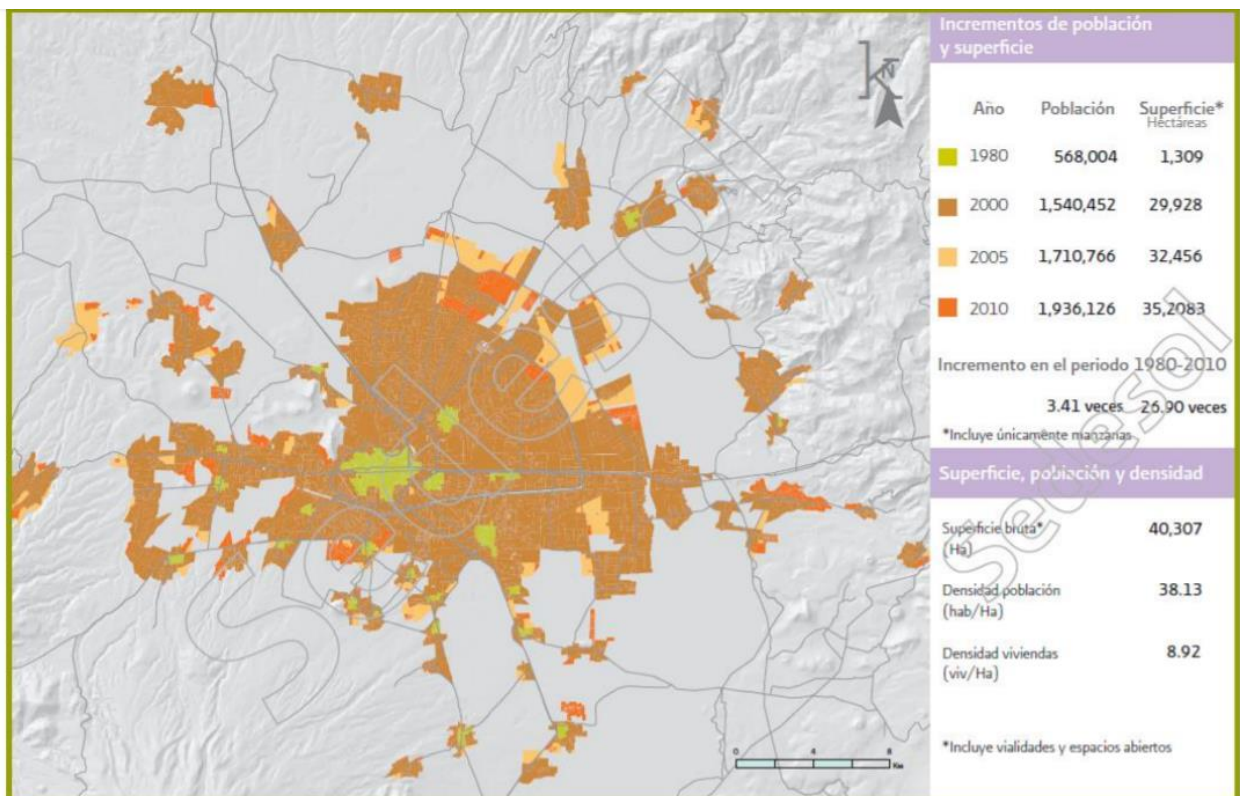 Incrementos de población
y superficie
N
Año Población Superficie*
Hectáreas
1980 568,004 1,309
2000 1,540,452 29,928
2005 1,710,766 32,456
2010 1,936,126 35,2083
Incremento en el periodo 1980-2010
3.41 veces 26.90 veces
*Incluye únicamente manzanas
Superficie, población y densidad
Superficie bruta* 40,307
(Ha)
Densidad población 38.13
(hab/Ha)
Densidad viviendas 8.92
(viv/Ha)
*Incluye vialidades y espacios abiertos
0 4 8
Km
Sedesol
Sedesol